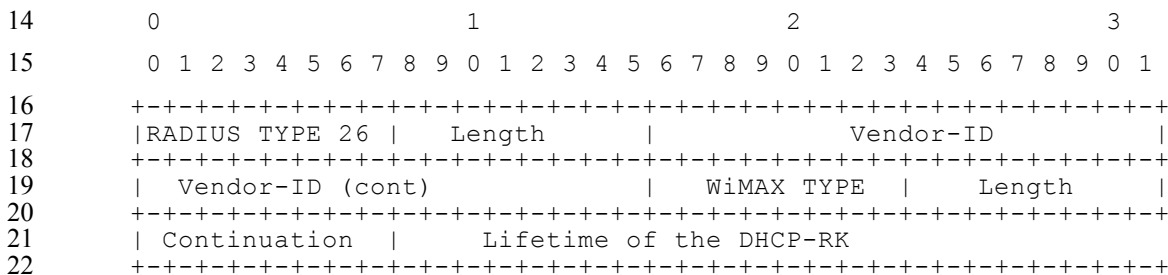 14 0 1 2 3
15 0 1 2 3 4 5 6 7 8 9 0 1 2 3 4 5 6 7 8 9 0 1 2 3 4 5 6 7 8 9 0 1
16 +-+-+-+-+-+-+-+-+-+-+-+-+-+-+-+-+-+-+-+-+-+-+-+-+-+-+-+-+-+-+-+-+
17 |RADIUS TYPE 26 | Length | Vendor-ID |
18 +-+-+-+-+-+-+-+-+-+-+-+-+-+-+-+-+-+-+-+-+-+-+-+-+-+-+-+-+-+-+-+-+
19 | Vendor-ID (cont) | WiMAX TYPE | Length |
20 +-+-+-+-+-+-+-+-+-+-+-+-+-+-+-+-+-+-+-+-+-+-+-+-+-+-+-+-+-+-+-+-+
21 | Continuation | Lifetime of the DHCP-RK
22 +-+-+-+-+-+-+-+-+-+-+-+-+-+-+-+-+-+-+-+-+-+-+-+-+-+-+-+-+-+-+-+-+